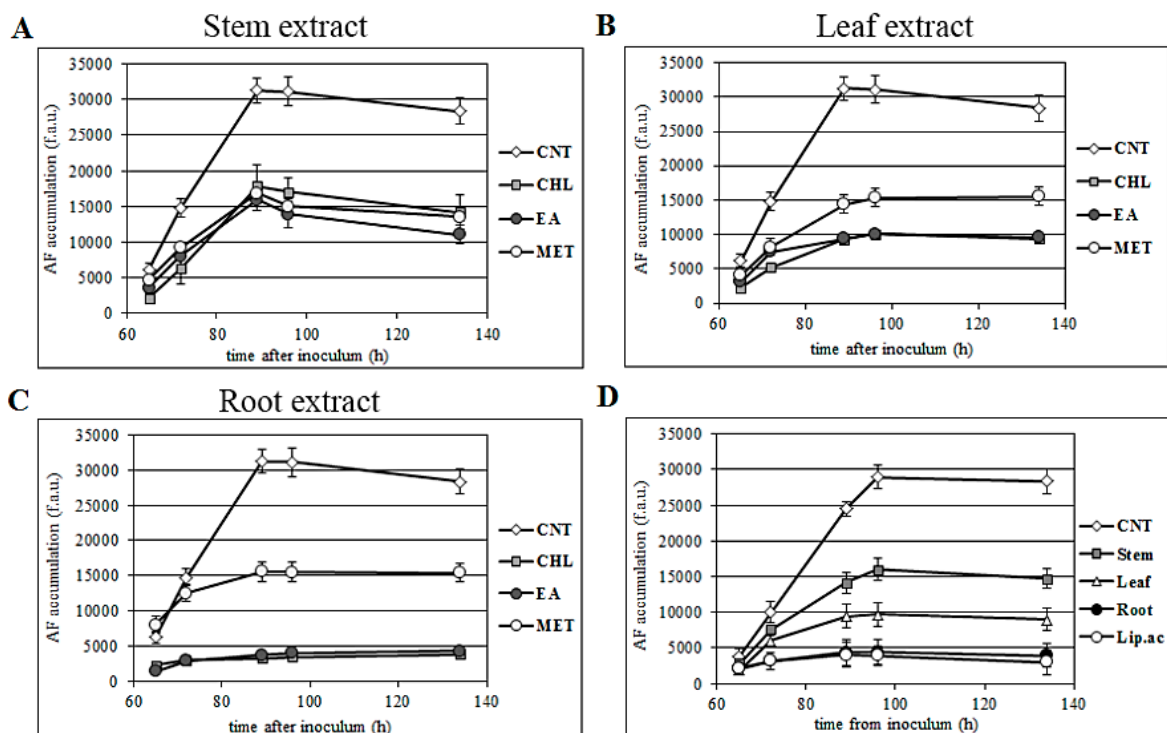 A
Stem extract
AF accumulation (f.a.u.)
35000
30000
25000
20000
15000
10000
5000
0
60
80
100
120
140
time after inoculum (h)
CNT
CHL
EA
MET
B
Leaf extract
AF accumulation (f.a.u.)
35000
30000
25000
20000
15000
10000
5000
0
60
80
100
120
140
time after inoculum (h)
CNT
CHL
EA
MET
C
Root extract
AF accumulation (f.a.u.)
35000
30000
25000
20000
15000
10000
5000
0
60
80
100
120
140
time after inoculum (h)
CNT
CHL
EA
MET
D
AF accumulation (f.a.u.)
35000
30000
25000
20000
15000
10000
5000
0
60
80
100
120
140
time from inoculum (h)
CNT
Stem
Leaf
Root
Lip.ac